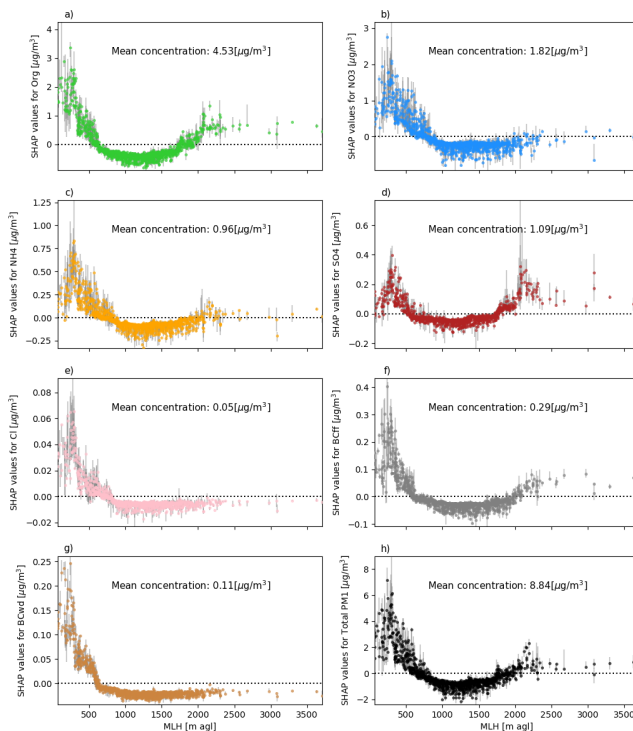 a)
Mean concentration: 4.53[μg/m³]
SHAP values for Org [μg/m³]
4
3
2
1
0
b)
Mean concentration: 1.82[μg/m³]
SHAP values for NO3 [μg/m³]
3
2
1
0
c)
Mean concentration: 0.96[μg/m³]
SHAP values for NH4 [μg/m³]
1.25
1.00
0.75
0.50
0.25
0.00
−0.25
d)
Mean concentration: 1.09[μg/m³]
SHAP values for SO4 [μg/m³]
0.6
0.4
0.2
0.0
−0.2
e)
Mean concentration: 0.05[μg/m³]
SHAP values for Cl [μg/m³]
0.08
0.06
0.04
0.02
0.00
−0.02
f)
Mean concentration: 0.29[μg/m³]
SHAP values for BCff [μg/m³]
0.4
0.3
0.2
0.1
0.0
−0.1
g)
Mean concentration: 0.11[μg/m³]
SHAP values for BCwd [μg/m³]
0.25
0.20
0.15
0.10
0.05
0.00
500
1000
1500
2000
2500
3000
3500
MLH [m agl]
h)
Mean concentration: 8.84[μg/m³]
SHAP values for Total PM1 [μg/m³]
8
6
4
2
0
−2
500
1000
1500
2000
2500
3000
3500
MLH [m agl]